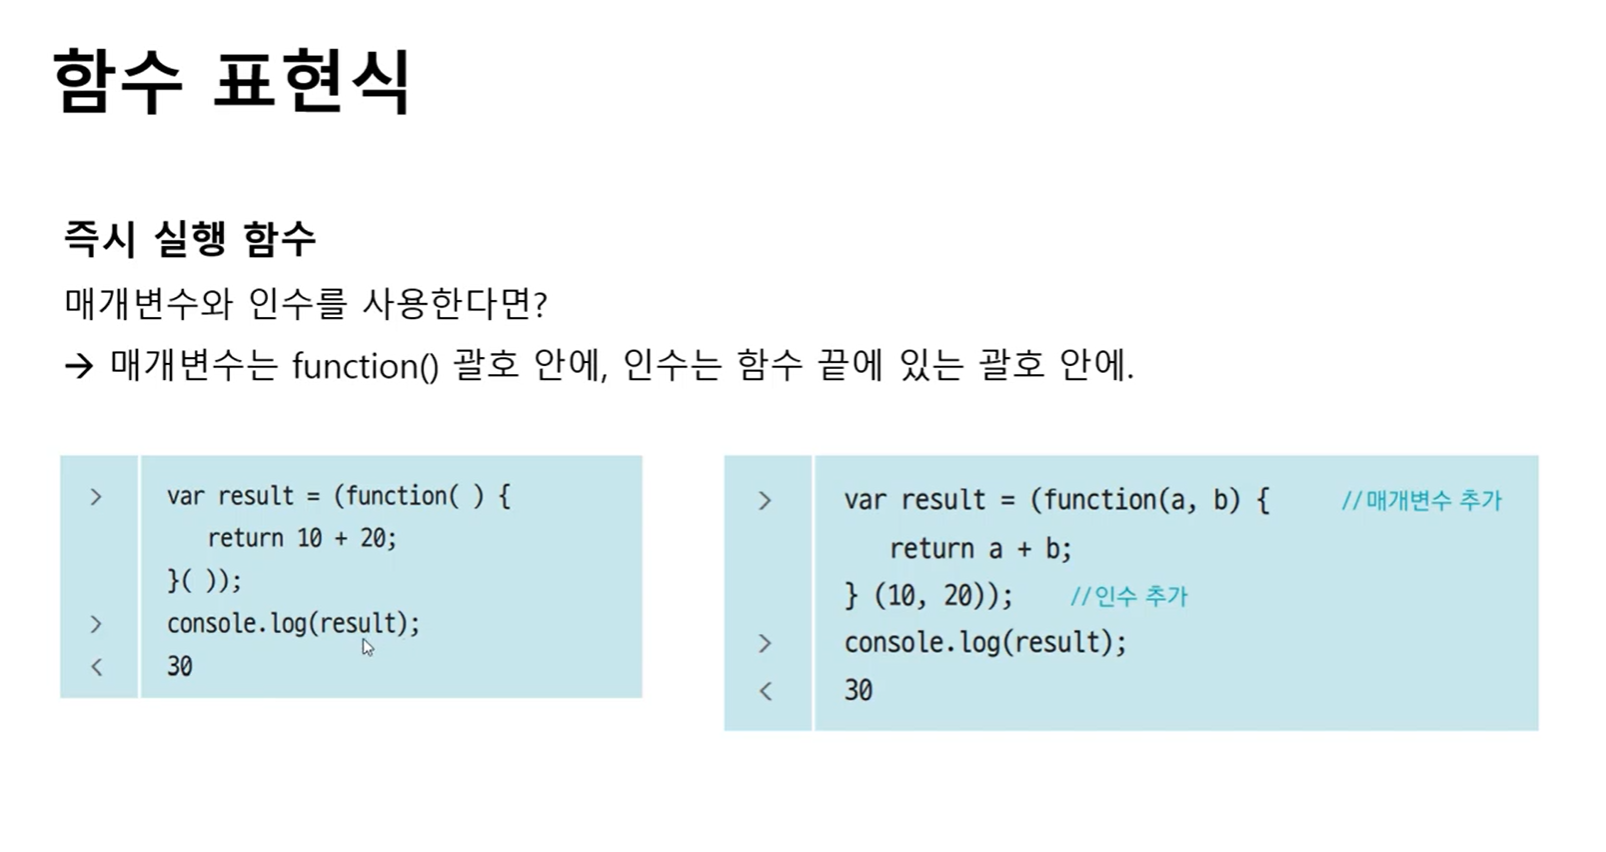 함수 표현식
즉시 실행 함수
매개변수와 인수를 사용한다면?
→ 매개변수는 function() 괄호 안에, 인수는 함수 끝에 있는 괄호 안에.
> var result = (function( ) {
return 10 + 20;
}( ));
> console.log(result);
< 30
> var result = (function(a, b) { //매개변수 추가
return a + b;
} (10, 20)); //인수 추가
> console.log(result);
< 30